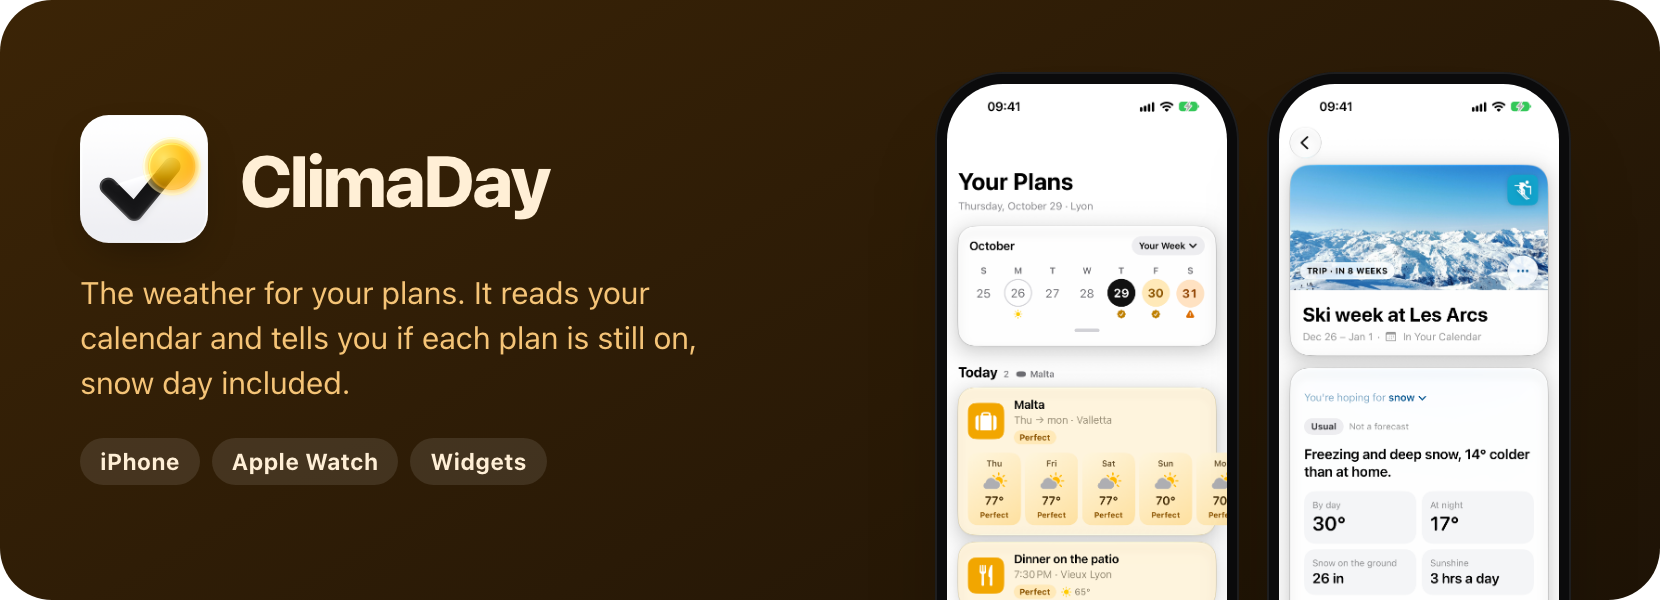 ClimaDay
The weather for your plans. It reads your
calendar and tells you if each plan is still on,
snow day included.
iPhone
Apple Watch
Widgets
09:41
Your Plans
Thursday, October 29 · Lyon
October
Your Week
S M T W T F S
25 26 27 28 29 30 31
Today 2 Malta
Malta
Thu → mon · Valletta
Perfect
Thu Fri Sat Sun Mo
77° 77° 77° 70° 70
Perfect Perfect Perfect Perfect Perfe
Dinner on the patio
7:30 PM · Vieux Lyon
Perfect 65°
09:41
TRIP · IN 8 WEEKS
Ski week at Les Arcs
Dec 26 – Jan 1 · In Your Calendar
You're hoping for snow
Usual Not a forecast
Freezing and deep snow, 14° colder
than at home.
By day
30°
At night
17°
Snow on the ground
26 in
Sunshine
3 hrs a day